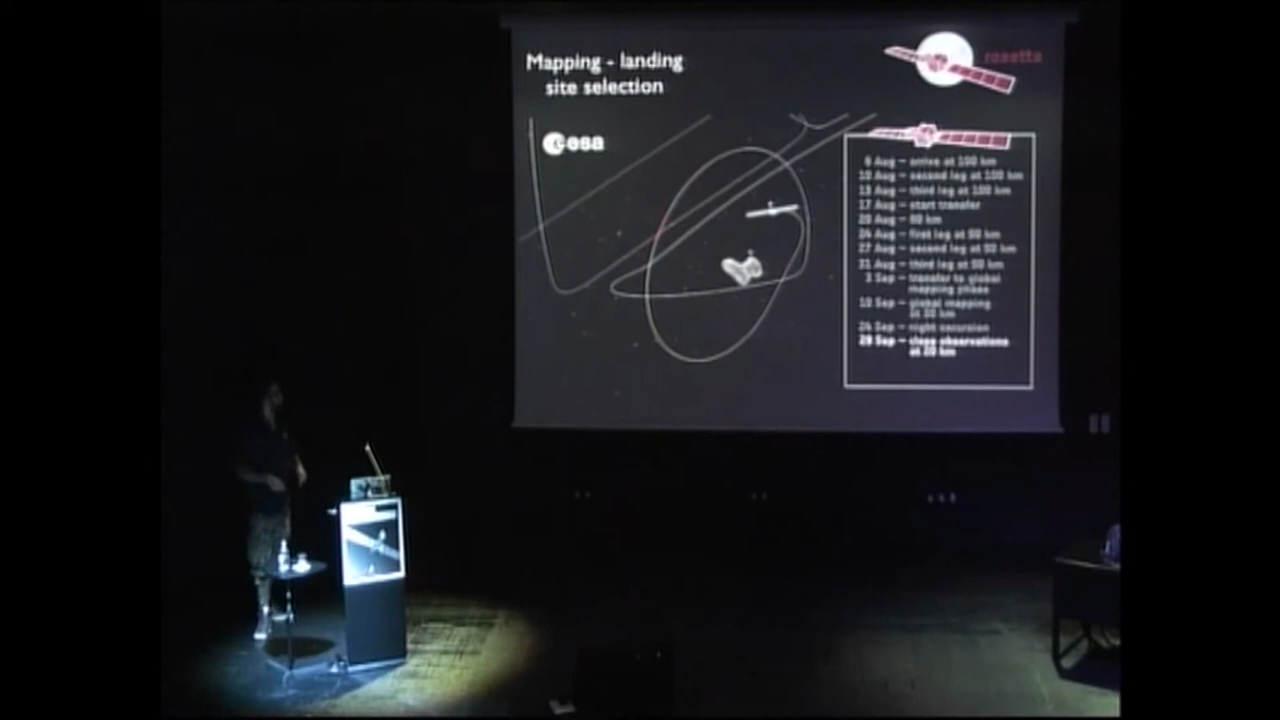 Mapping - landing
site selection
rosetta
esa
6 Aug – arrive at 100 km
10 Aug – second leg at 100 km
13 Aug – third leg at 100 km
17 Aug – start transfer
20 Aug – 50 km
24 Aug – first leg at 50 km
27 Aug – second leg at 50 km
31 Aug – third leg at 50 km
3 Sep – transfer to global
mapping phase
10 Sep – global mapping
at 30 km
24 Sep – night excursion
29 Sep – close observations
at 20 km